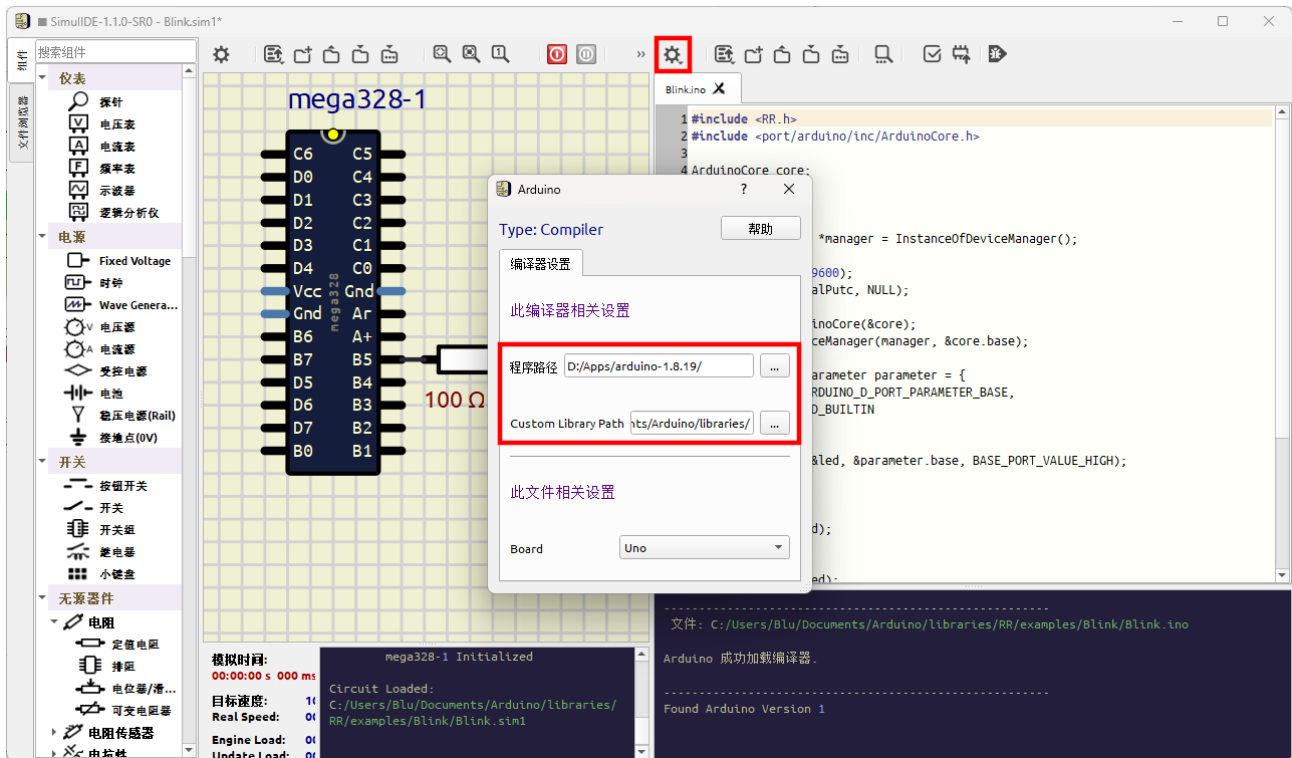 SimulIDE-1.1.0-SR0 - Blink.sim1*
组件
文件浏览器
搜索组件
仪表
探针
电压表
电流表
频率表
示波器
逻辑分析仪
电源
Fixed Voltage
时钟
Wave Genera...
电压源
电流源
受控电源
电池
稳压电源(Rail)
接地点(0V)
开关
按钮开关
开关
开关组
继电器
小键盘
无源器件
电阻
定值电阻
排阻
电位器/滑...
可变电阻器
电阻传感器
电抗性
mega328-1
C6 C5
D0 C4
D1 C3
D2 C2
D3 C1
D4 C0
Vcc Gnd
Gnd Ar
B6 A+
B7 B5
D5 B4
D6 B3
D7 B2
B0 B1
mega328
100 Ω
模拟时间:
00:00:00 s 000 ms
目标速度: 10
Real Speed: 00
Engine Load: 00
Update Load: 00
mega328-1 Initialized
Circuit Loaded:
C:/Users/Blu/Documents/Arduino/libraries/
RR/examples/Blink/Blink.sim1
Blink.ino
1 #include <RR.h>
2 #include <port/arduino/inc/ArduinoCore.h>
3
4 ArduinoCore core;
*manager = InstanceOfDeviceManager();
9600);
alPutc, NULL);
inoCore(&core);
ceManager(manager, &core.base);
arameter parameter = {
RDUINO_D_PORT_PARAMETER_BASE,
D_BUILTIN
&led, &parameter.base, BASE_PORT_VALUE_HIGH);
d);
ed);
Arduino
?
Type: Compiler
帮助
编译器设置
此编译器相关设置
程序路径 D:/Apps/arduino-1.8.19/ ...
Custom Library Path nts/Arduino/libraries/ ...
此文件相关设置
Board Uno
-------------------------------------------------------
文件: C:/Users/Blu/Documents/Arduino/libraries/RR/examples/Blink/Blink.ino
Arduino 成功加载编译器.
-------------------------------------------------------
Found Arduino Version 1